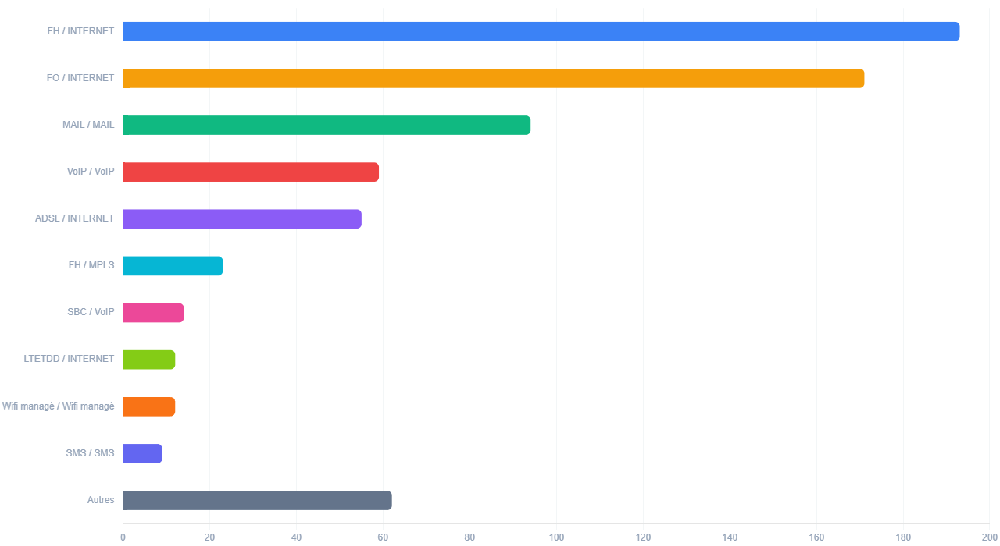 FH / INTERNET
FO / INTERNET
MAIL / MAIL
VoIP / VoIP
ADSL / INTERNET
FH / MPLS
SBC / VoIP
LTETDD / INTERNET
Wifi managé / Wifi managé
SMS / SMS
Autres
0 20 40 60 80 100 120 140 160 180 200